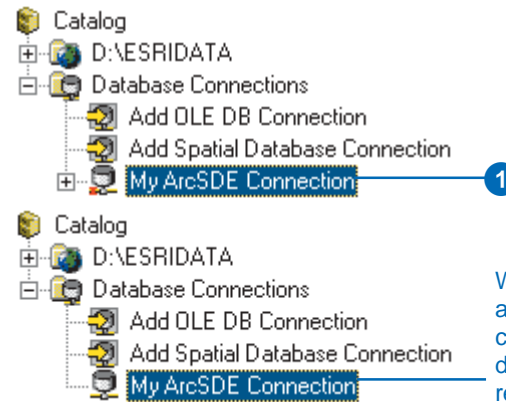 Catalog
D:\ESRIDATA
Database Connections
Add OLE DB Connection
Add Spatial Database Connection
My ArcSDE Connection
1
Catalog
D:\ESRIDATA
Database Connections
Add OLE DB Connection
Add Spatial Database Connection
My ArcSDE Connection